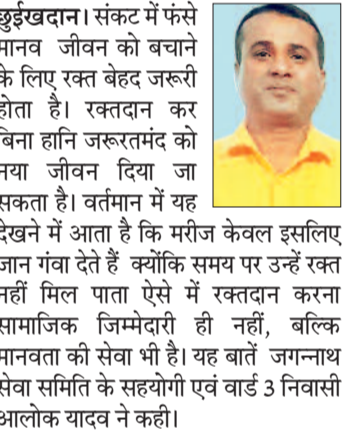 छुईखदान। संकट में फंसे
मानव जीवन को बचाने
के लिए रक्त बेहद जरूरी
होता है। रक्तदान कर
बिना हानि जरूरतमंद को
नया जीवन दिया जा
सकता है। वर्तमान में यह
देखने में आता है कि मरीज केवल इसलिए
जान गंवा देते हैं क्योंकि समय पर उन्हें रक्त
नहीं मिल पाता ऐसे में रक्तदान करना
सामाजिक जिम्मेदारी ही नहीं, बल्कि
मानवता की सेवा भी है। यह बातें जगन्नाथ
सेवा समिति के सहयोगी एवं वार्ड 3 निवासी
आलोक यादव ने कही।